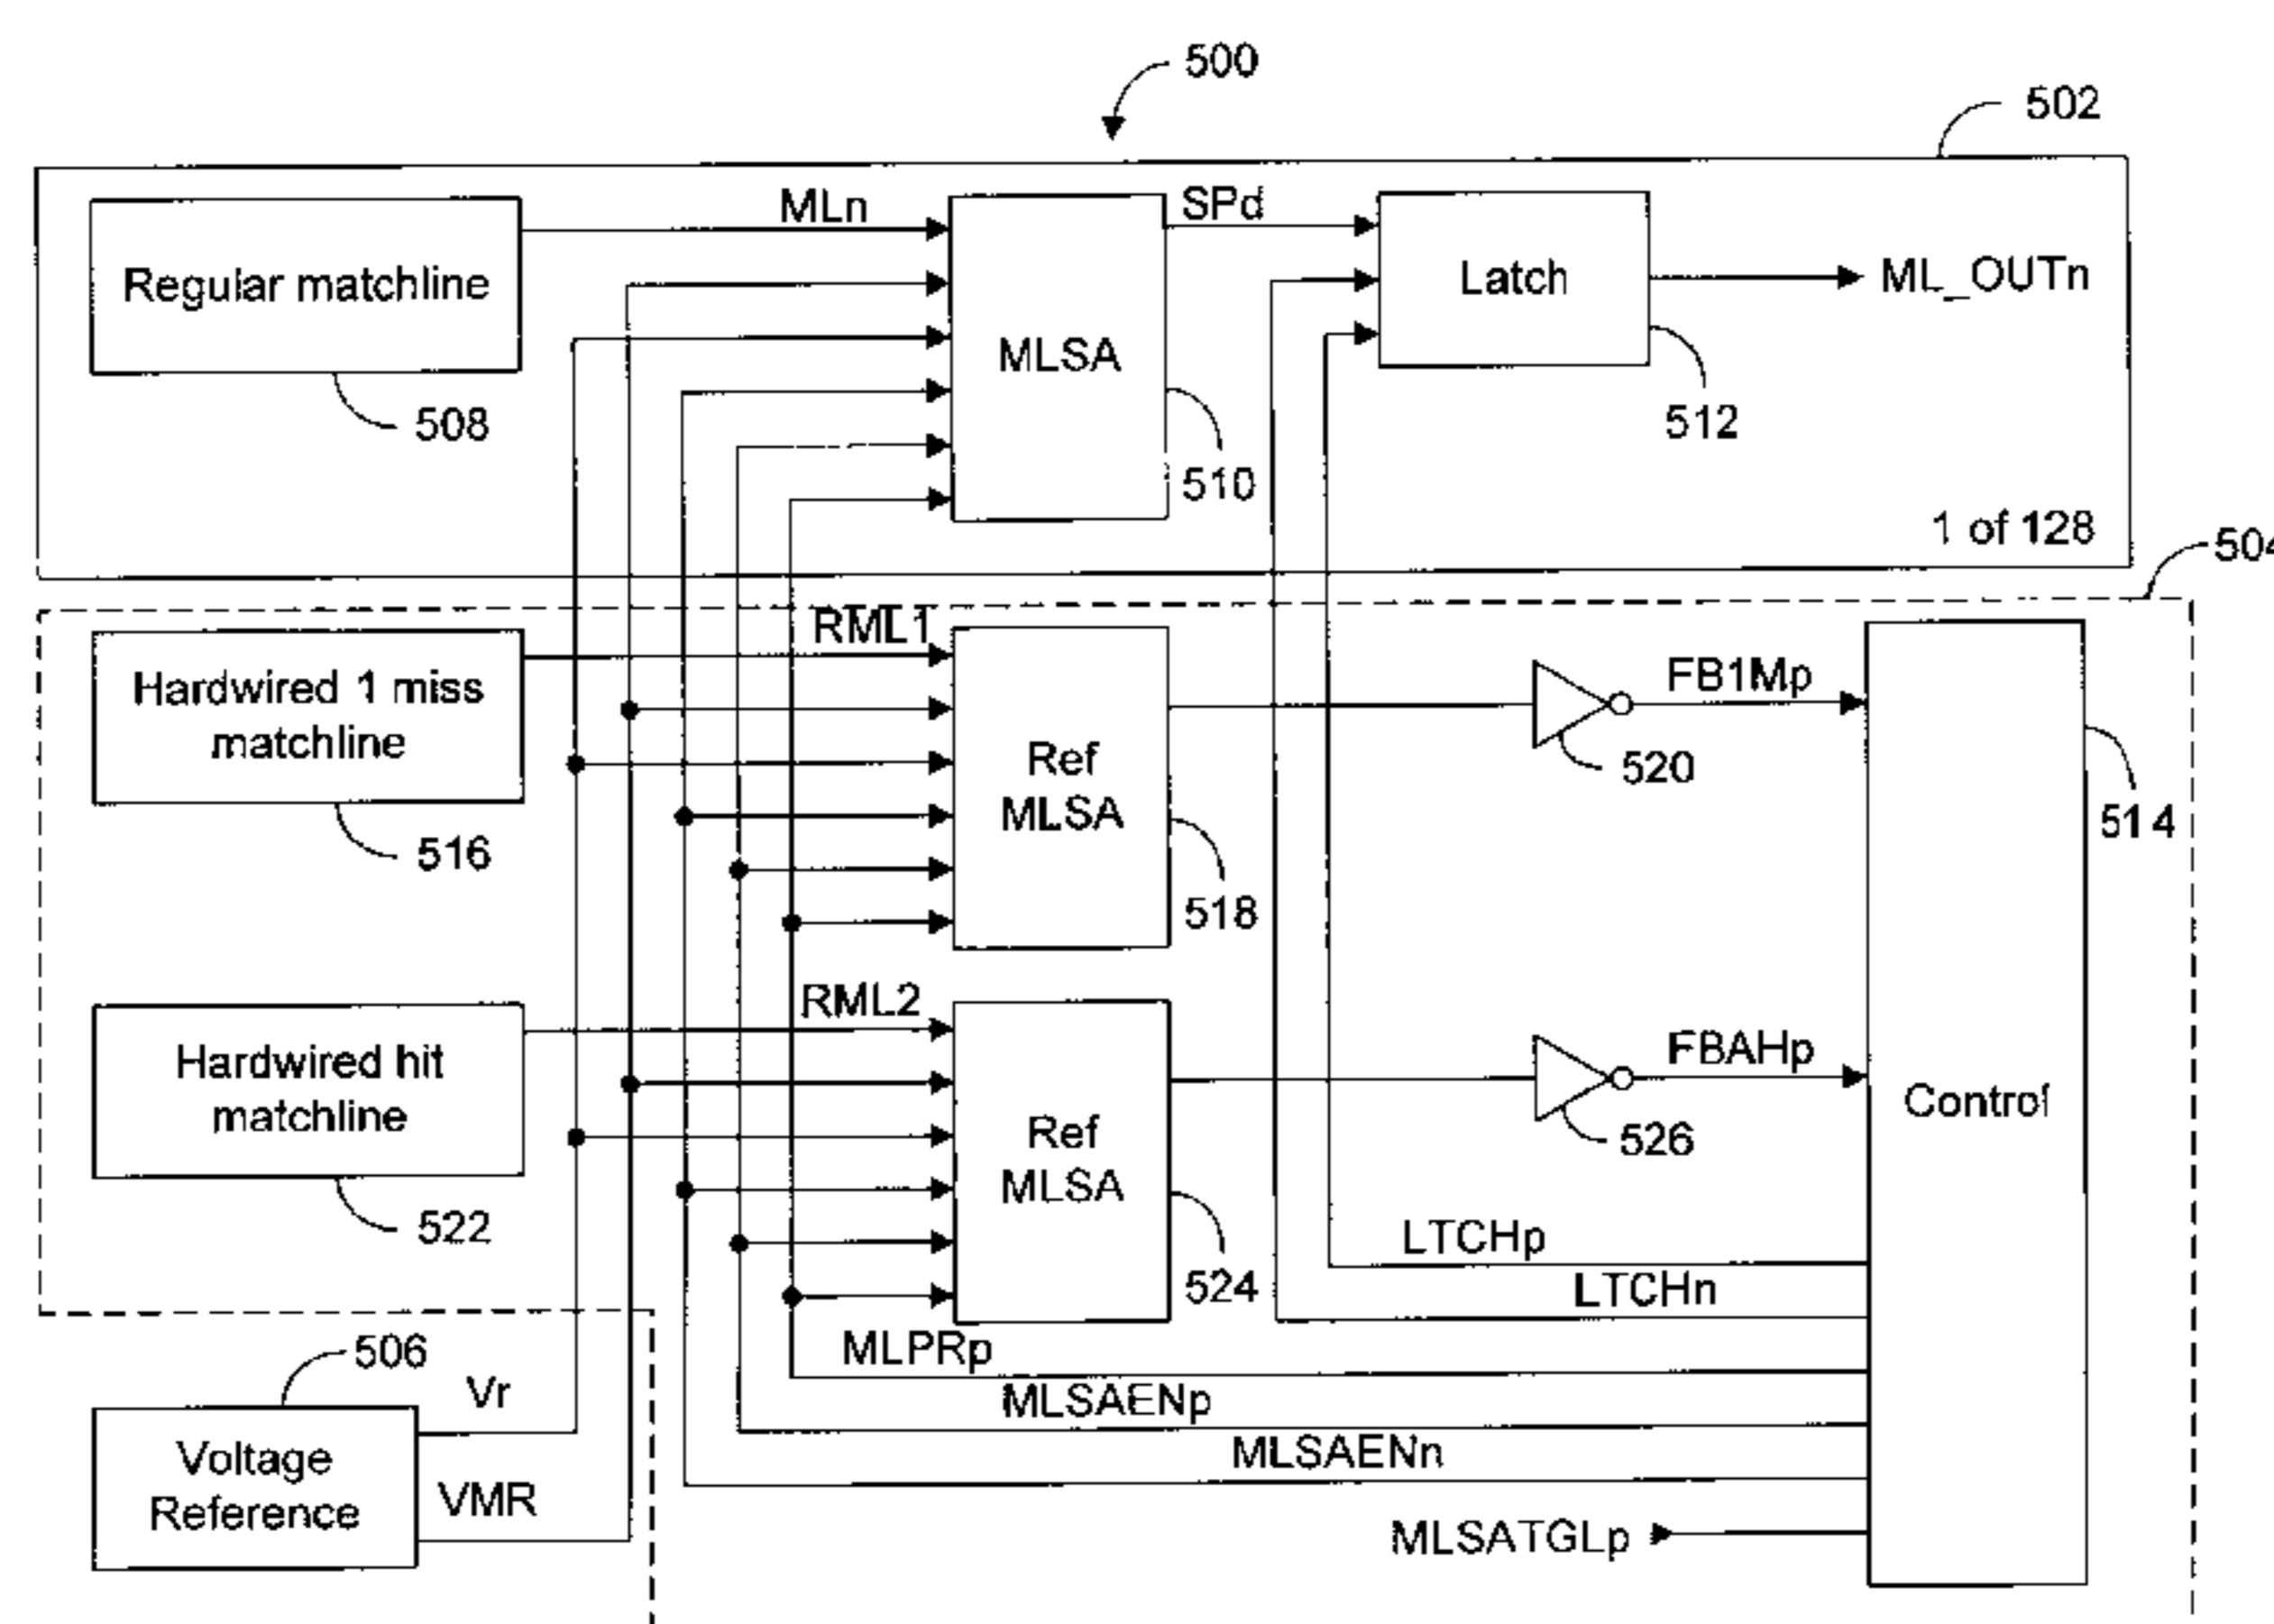 500
502
MLn
SPd
Regular matchline
MLSA
Latch
ML_OUTn
508
510
512
1 of 128
504
RML1
Hardwired 1 miss
matchline
Ref
MLSA
FB1Mp
520
514
516
518
RML2
Hardwired hit
matchline
Ref
MLSA
FBAHp
526
Control
522
524
LTCHp
LTCHn
MLPRp
506
Vr
MLSAENp
Voltage
Reference
MLSAENn
VMR
MLSATGLp